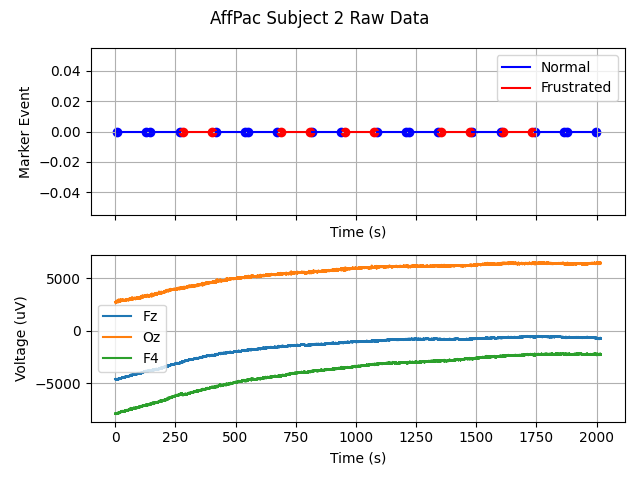 AffPac Subject 2 Raw Data
Normal
Frustrated
0.04
0.02
0.00
−0.02
−0.04
Marker Event
Time (s)
5000
0
−5000
Voltage (uV)
Fz
Oz
F4
0 250 500 750 1000 1250 1500 1750 2000
Time (s)